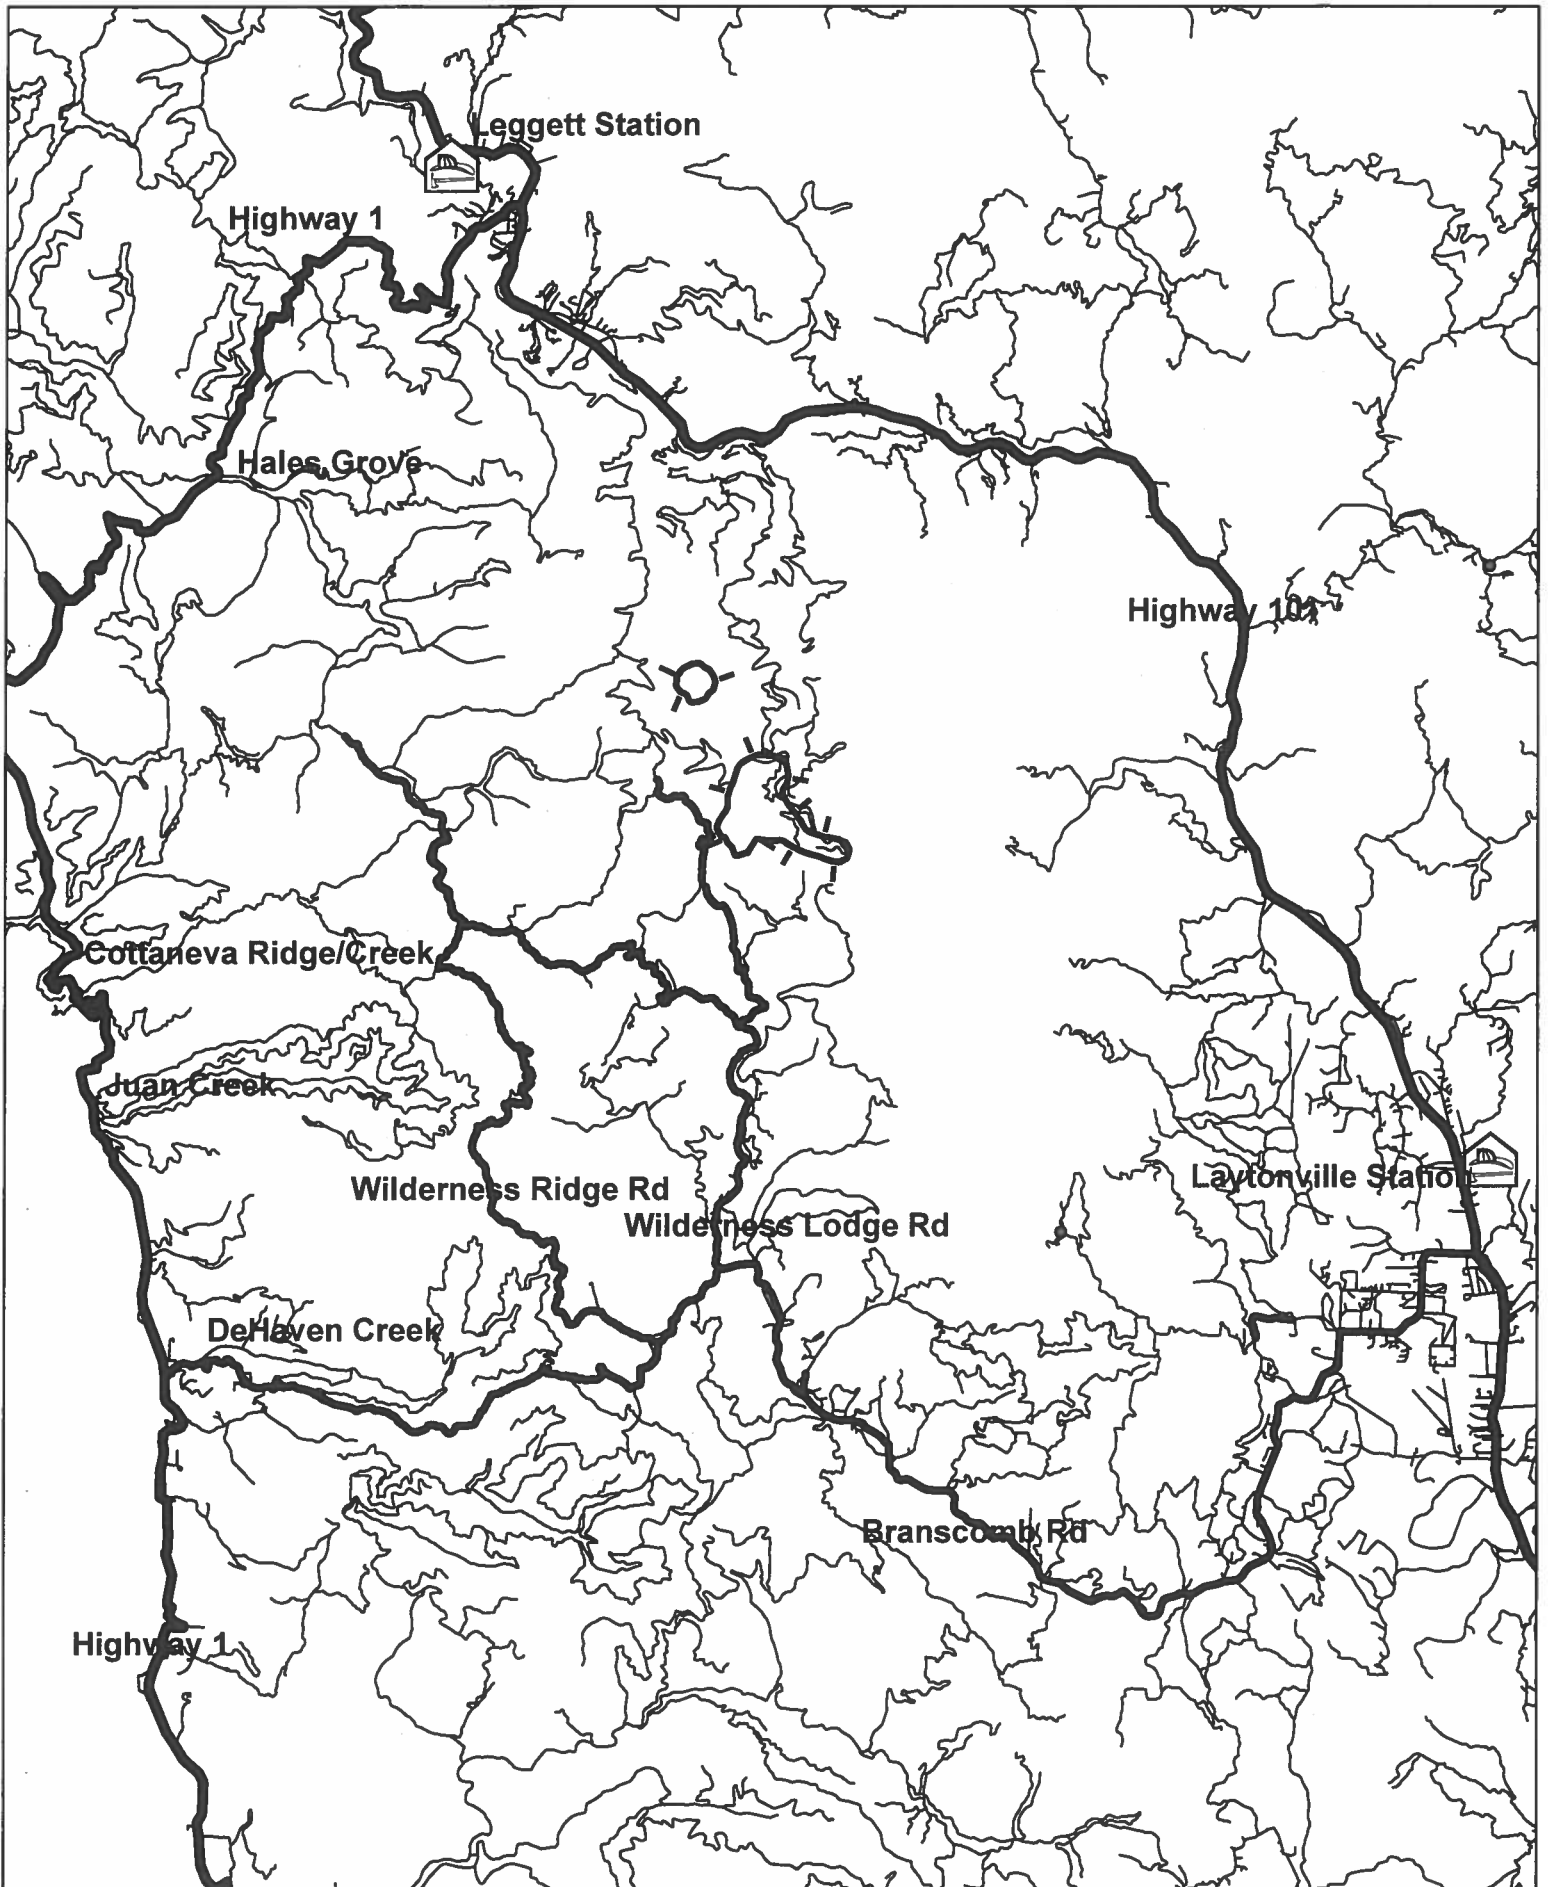 Leggett Station
Highway 1
Hales Grove
Highway 101
Cottaneva Ridge/Creek
Juan Creek
Laytonville Station
Wilderness Ridge Rd
Wilderness Lodge Rd
DeHaven Creek
Branscomb Rd
Highway 1